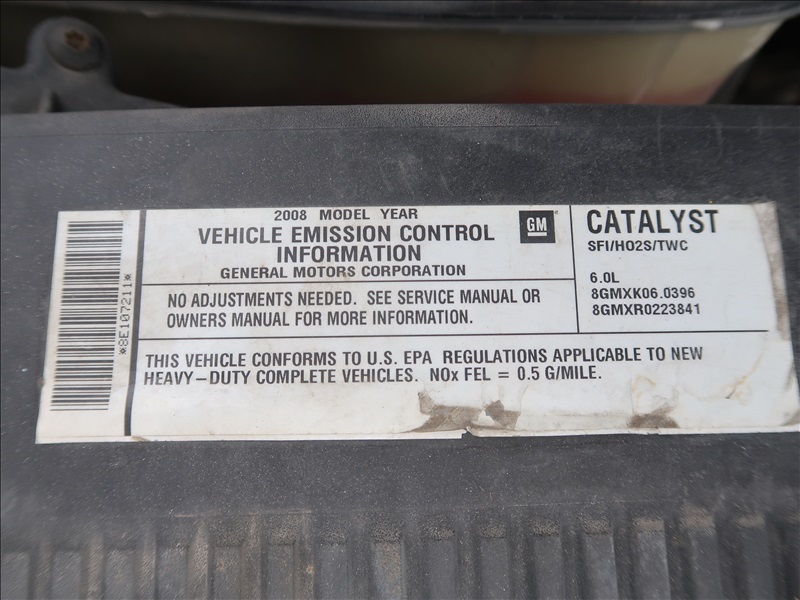 *8E107211*
2008 MODEL YEAR
VEHICLE EMISSION CONTROL
INFORMATION
GENERAL MOTORS CORPORATION
GM
NO ADJUSTMENTS NEEDED. SEE SERVICE MANUAL OR
OWNERS MANUAL FOR MORE INFORMATION.
CATALYST
SFI/HO2S/TWC
6.0L
8GMXK06.0396
8GMXR0223841
THIS VEHICLE CONFORMS TO U.S. EPA REGULATIONS APPLICABLE TO NEW
HEAVY-DUTY COMPLETE VEHICLES. NOx FEL = 0.5 G/MILE.